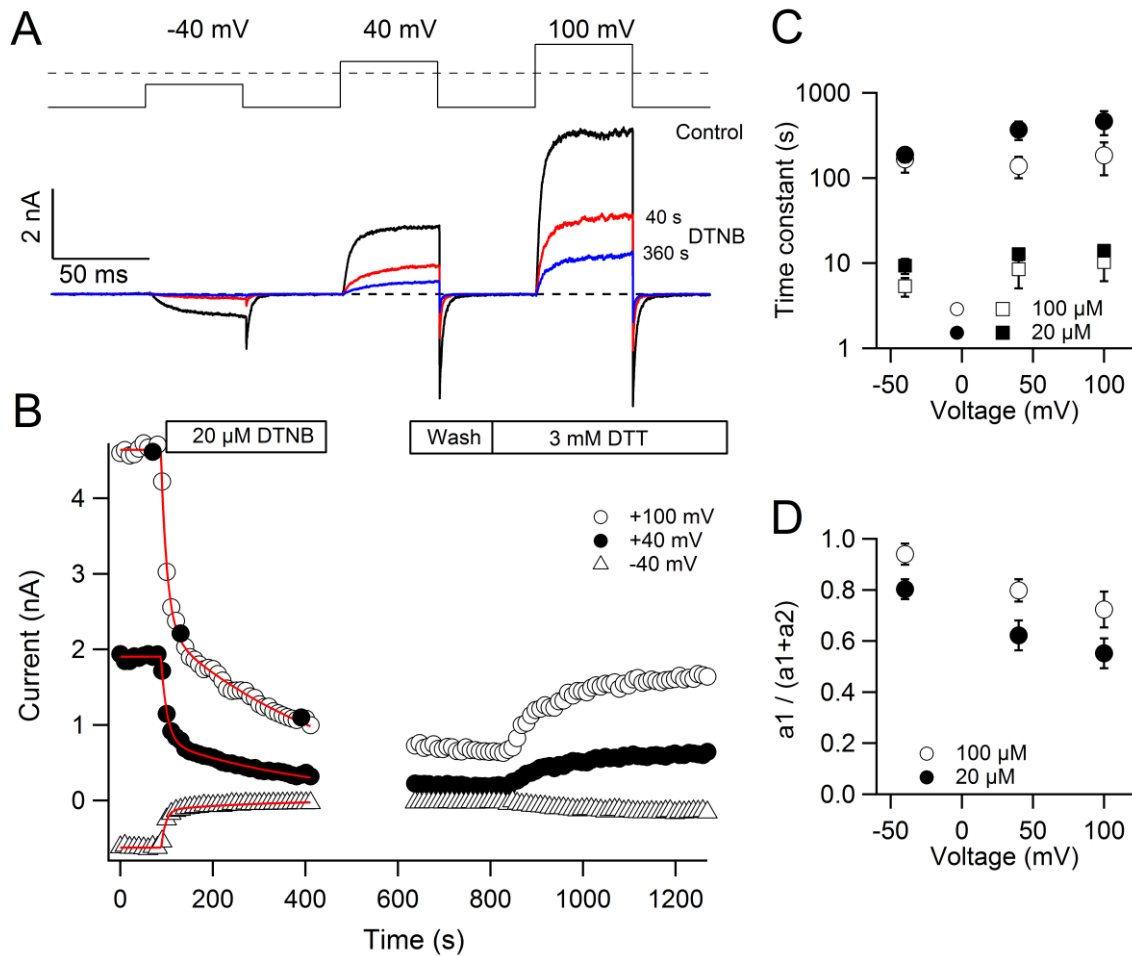 A
-40 mV
40 mV
100 mV
Control
2 nA
50 ms
40 s
DTNB
360 s
B
20 µM DTNB
Wash
3 mM DTT
+100 mV
+40 mV
-40 mV
Current (nA)
4
3
2
1
0
0
200
400
600
800
1000
1200
Time (s)
C
Time constant (s)
1000
100
10
1
100 µM
20 µM
-50
0
50
100
Voltage (mV)
D
a1 / (a1+a2)
1.0
0.8
0.6
0.4
0.2
0.0
100 µM
20 µM
-50
0
50
100
Voltage (mV)